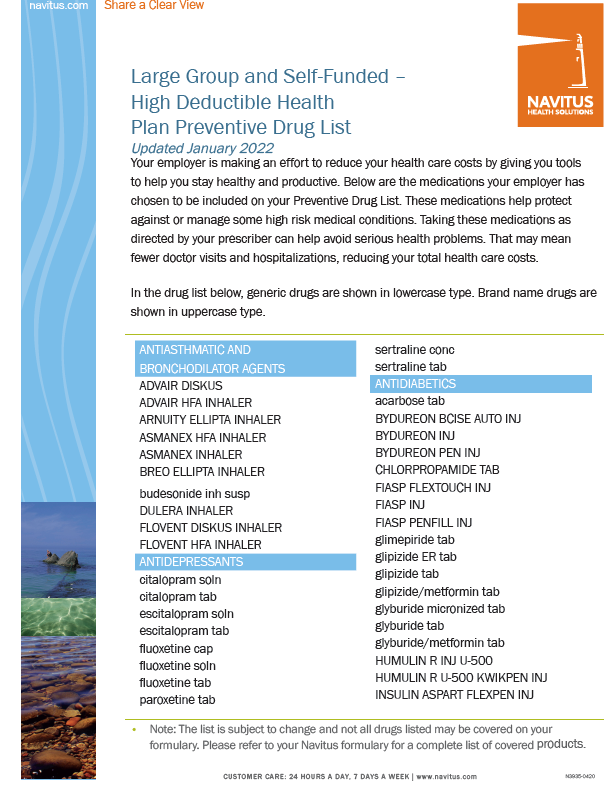 navitus.com Share a Clear View
NAVITUS
HEALTH SOLUTIONS
Large Group and Self-Funded –
High Deductible Health
Plan Preventive Drug List
Updated January 2022
Your employer is making an effort to reduce your health care costs by giving you tools
to help you stay healthy and productive. Below are the medications your employer has
chosen to be included on your Preventive Drug List. These medications help protect
against or manage some high risk medical conditions. Taking these medications as
directed by your prescriber can help avoid serious health problems. That may mean
fewer doctor visits and hospitalizations, reducing your total health care costs.
In the drug list below, generic drugs are shown in lowercase type. Brand name drugs are
shown in uppercase type.
ANTIASTHMATIC AND
BRONCHODILATOR AGENTS
ADVAIR DISKUS
ADVAIR HFA INHALER
ARNUITY ELLIPTA INHALER
ASMANEX HFA INHALER
ASMANEX INHALER
BREO ELLIPTA INHALER
budesonide inh susp
DULERA INHALER
FLOVENT DISKUS INHALER
FLOVENT HFA INHALER
ANTIDEPRESSANTS
citalopram soln
citalopram tab
escitalopram soln
escitalopram tab
fluoxetine cap
fluoxetine soln
fluoxetine tab
paroxetine tab
sertraline conc
sertraline tab
ANTIDIABETICS
acarbose tab
BYDUREON BCISE AUTO INJ
BYDUREON INJ
BYDUREON PEN INJ
CHLORPROPAMIDE TAB
FIASP FLEXTOUCH INJ
FIASP INJ
FIASP PENFILL INJ
glimepiride tab
glipizide ER tab
glipizide tab
glipizide/metformin tab
glyburide micronized tab
glyburide tab
glyburide/metformin tab
HUMULIN R INJ U-500
HUMULIN R U-500 KWIKPEN INJ
INSULIN ASPART FLEXPEN INJ
• Note: The list is subject to change and not all drugs listed may be covered on your
formulary. Please refer to your Navitus formulary for a complete list of covered products.
CUSTOMER CARE: 24 HOURS A DAY, 7 DAYS A WEEK | www.navitus.com
N3935-0420